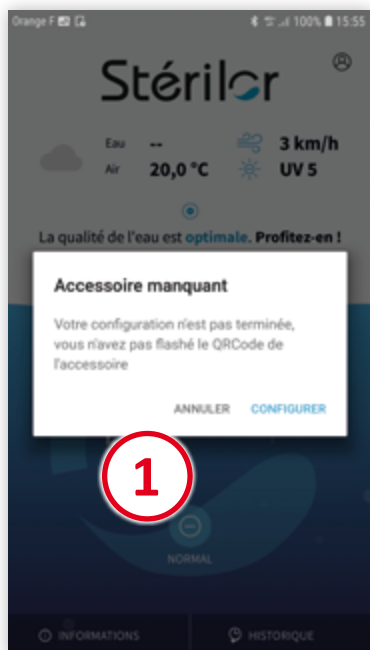 Orange F 100% 15:55
Stérilor
Eau -- 3 km/h
Air 20,0 °C UV 5
La qualité de l'eau est optimale. Profitez-en !
Accessoire manquant
Votre configuration n'est pas terminée,
vous n'avez pas flashé le QRCode de
l'accessoire
ANNULER CONFIGURER
1
NORMAL
INFORMATIONS HISTORIQUE